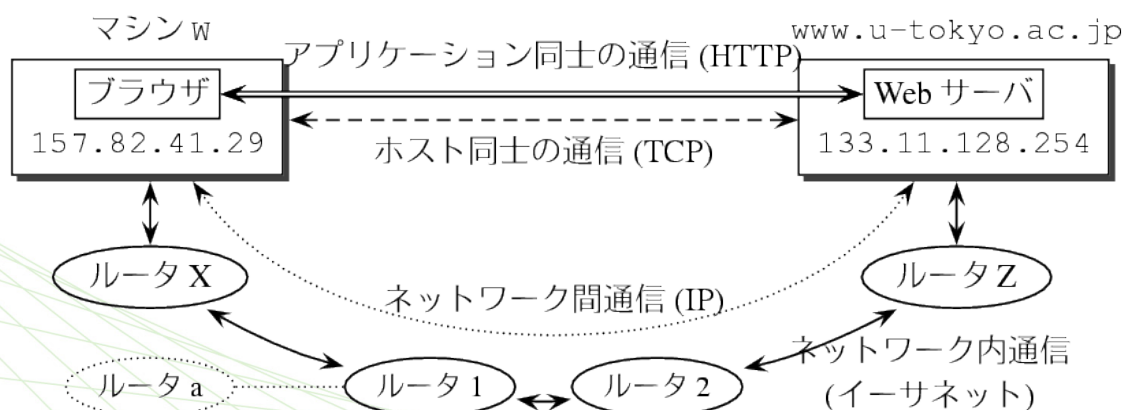 マシン W
www.u-tokyo.ac.jp
アプリケーション同士の通信 (HTTP)
ブラウザ
Web サーバ
157.82.41.29
ホスト同士の通信 (TCP)
133.11.128.254
ルータ X
ルータ Z
ネットワーク間通信 (IP)
ネットワーク内通信
(イーサネット)
ルータ a
ルータ 1
ルータ 2